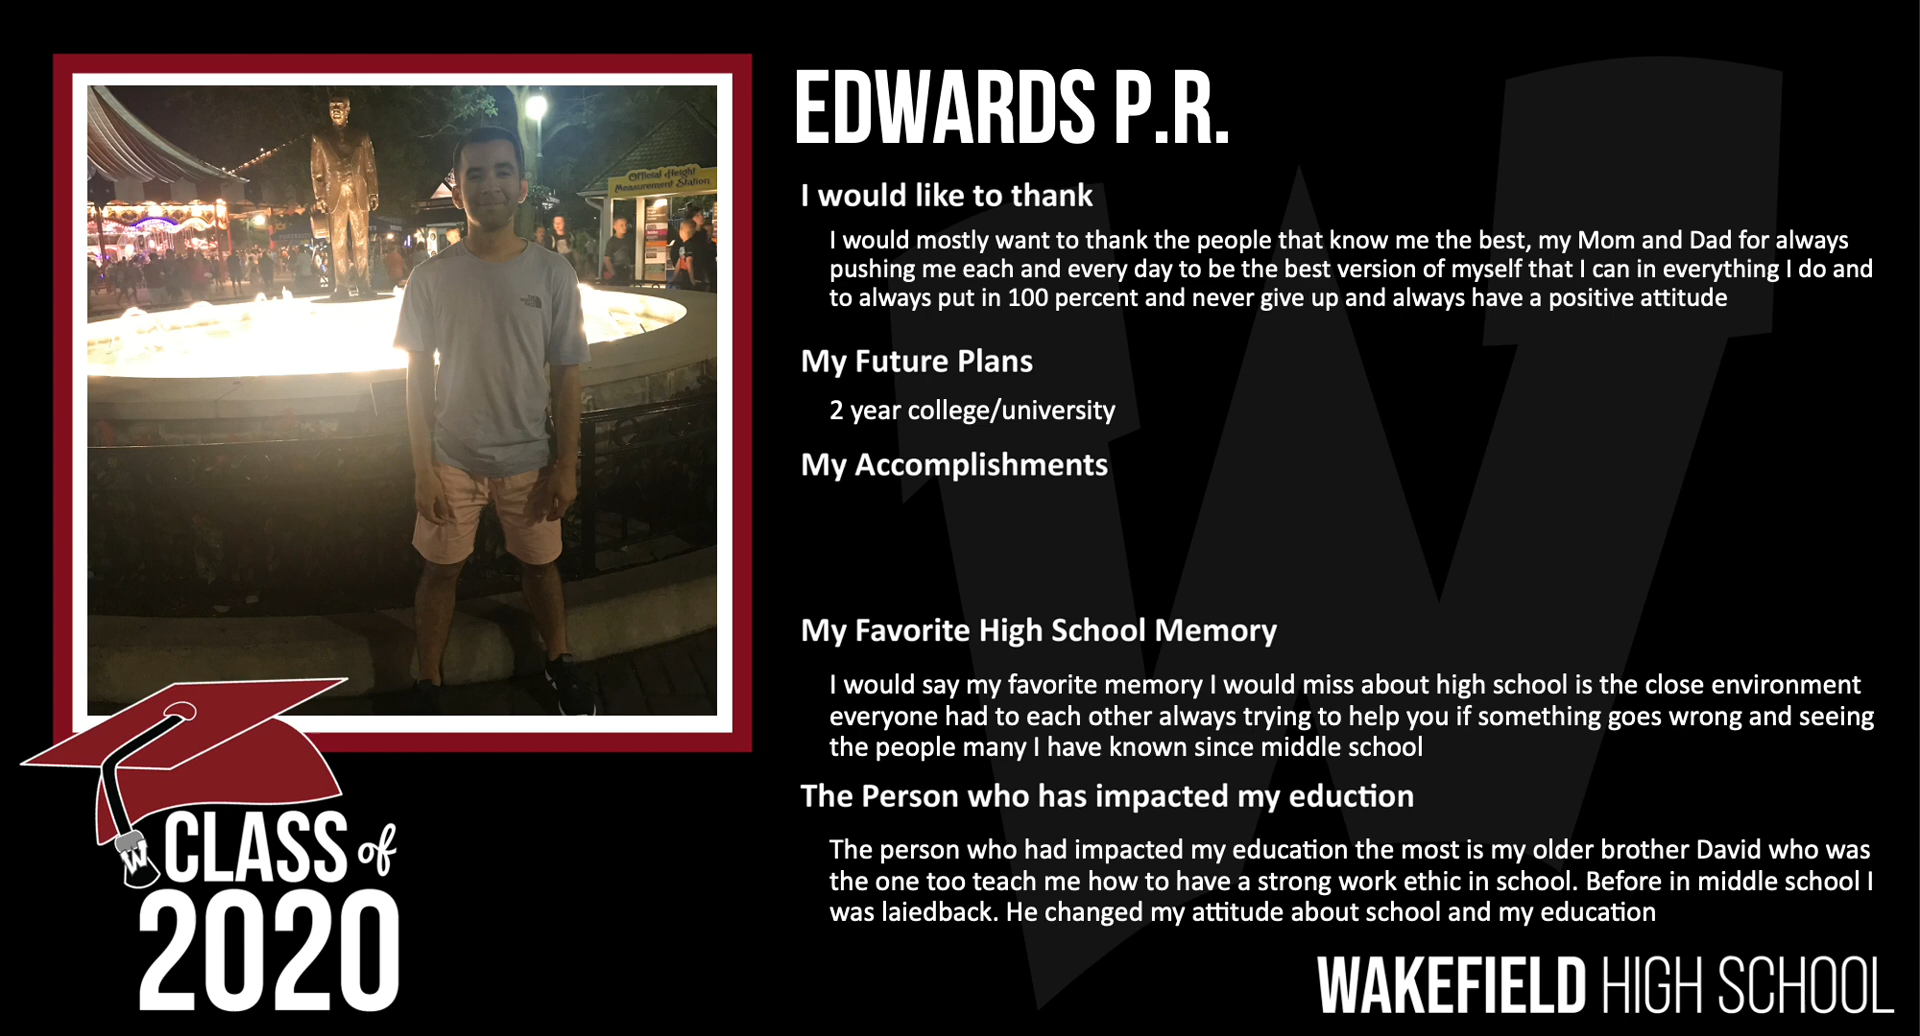 EDWARDS P.R.
I would like to thank
I would mostly want to thank the people that know me the best, my Mom and Dad for always
pushing me each and every day to be the best version of myself that I can in everything I do and
to always put in 100 percent and never give up and always have a positive attitude
My Future Plans
2 year college/university
My Accomplishments
My Favorite High School Memory
I would say my favorite memory I would miss about high school is the close environment
everyone had to each other always trying to help you if something goes wrong and seeing
the people many I have known since middle school
The Person who has impacted my eduction
The person who had impacted my education the most is my older brother David who was
the one too teach me how to have a strong work ethic in school. Before in middle school I
was laiedback. He changed my attitude about school and my education
Official Height
Measurement Station
W
CLASS of
2020
WAKEFIELD HIGH SCHOOL